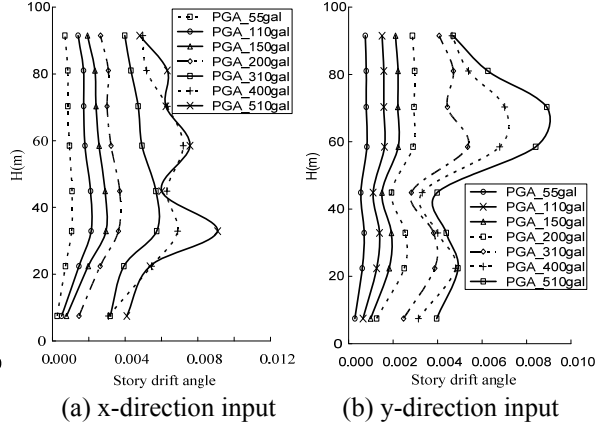 100
80
60
40
20
0
H(m)
0.000
0.004
0.008
0.012
Story drift angle
PGA_55gal
PGA_110gal
PGA_150gal
PGA_200gal
PGA_310gal
PGA_400gal
PGA_510gal
(a) x-direction input
100
80
60
40
20
0
H(m)
0.000
0.002
0.004
0.006
0.008
0.010
Story drift angle
PGA_55gal
PGA_110gal
PGA_150gal
PGA_200gal
PGA_310gal
PGA_400gal
PGA_510gal
(b) y-direction input